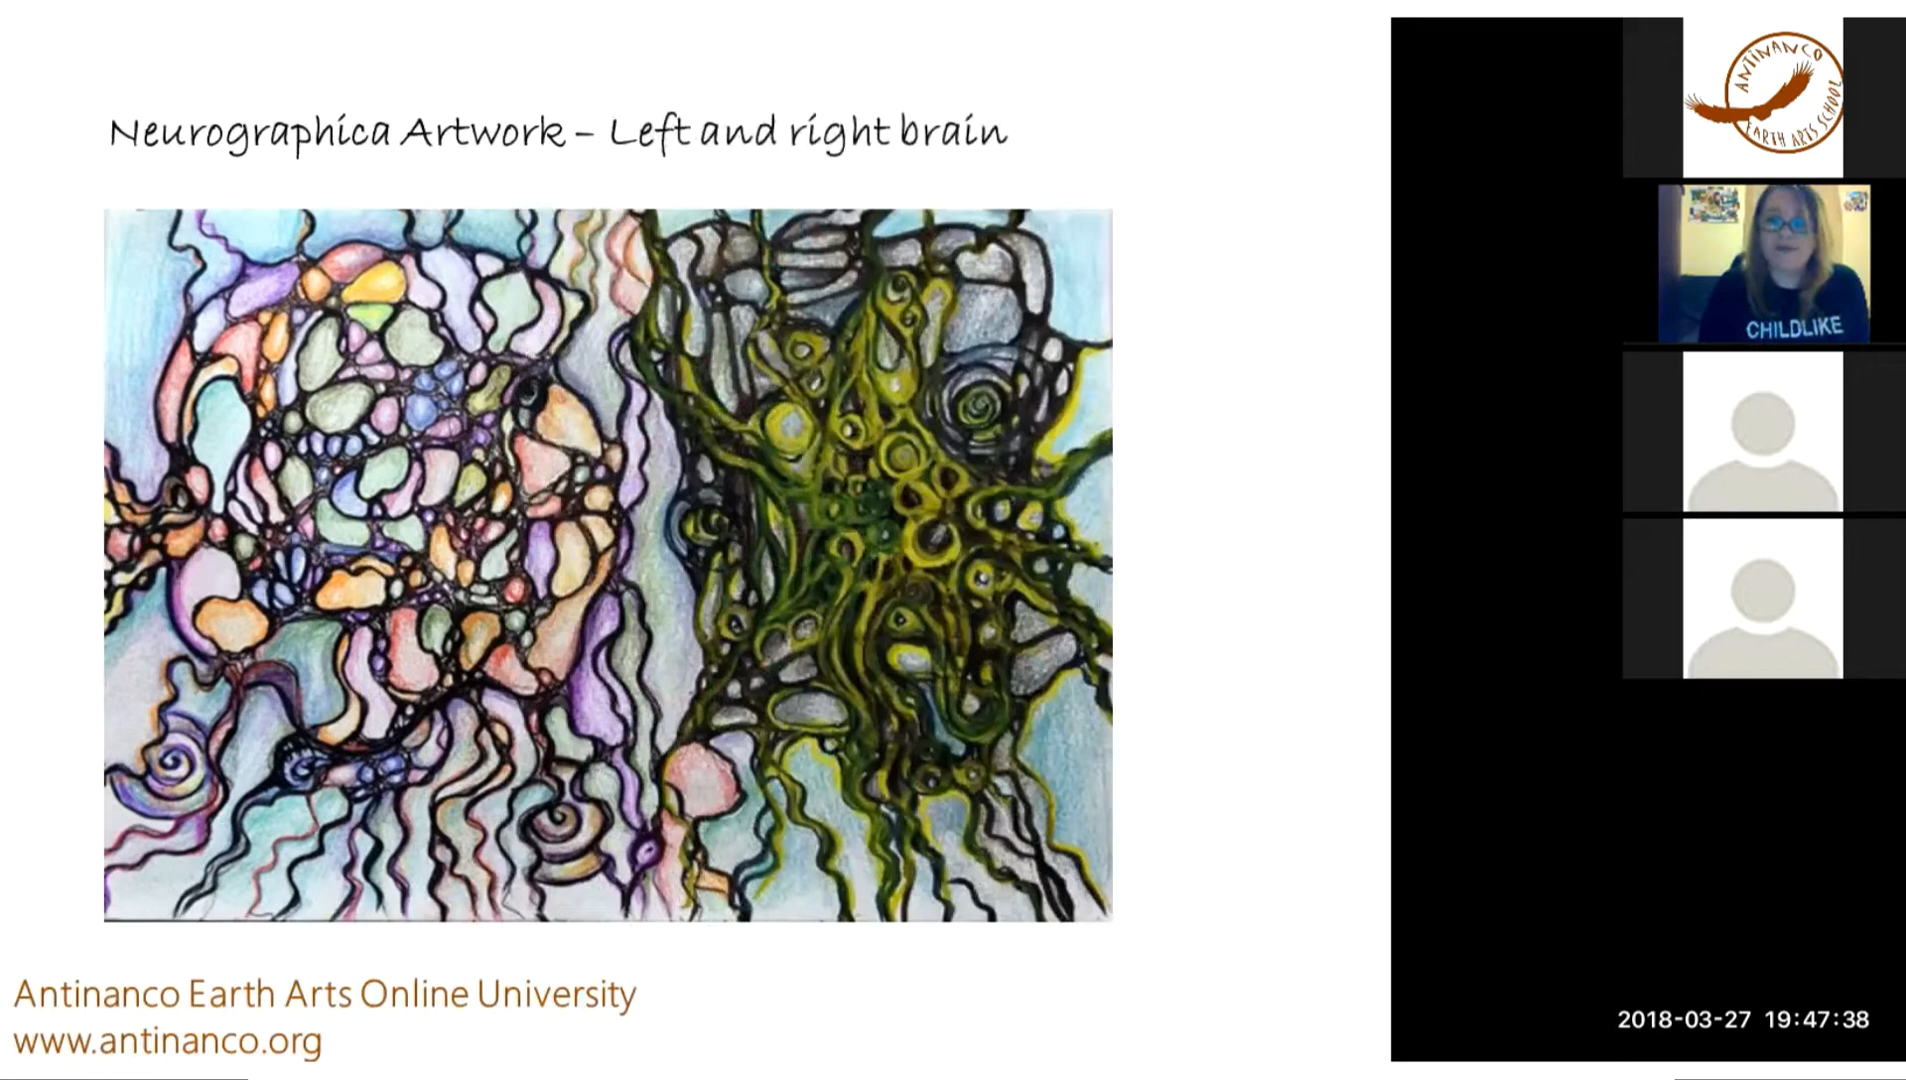 Neurographica Artwork – Left and right brain
ANTINANCO
EARTH ARTS SCHOOL
CHILDLIKE
Antinanco Earth Arts Online University
www.antinanco.org
2018-03-27 19:47:38